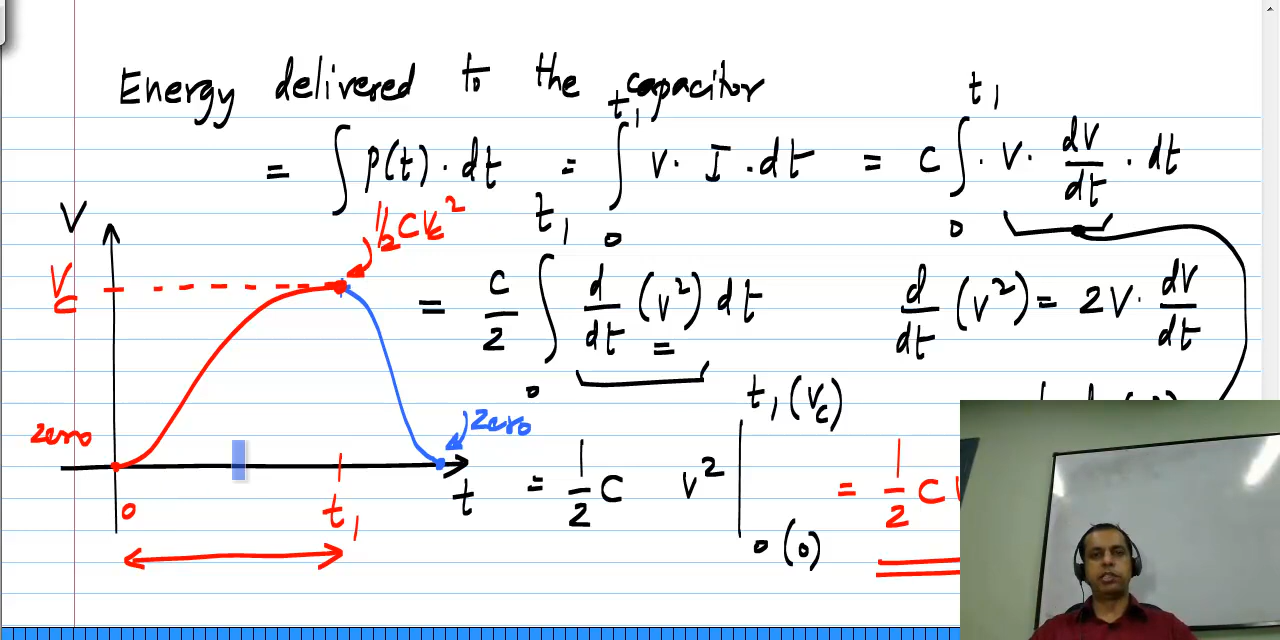 Energy delivered to the capacitor
= ∫ P(t) · dt = ∫₀^t₁ V · I · dt = C ∫₀^t₁ · V · dV/dt · dt
V
½ C Vc²
Vc
= C/2 ∫₀^t₁ d/dt (V²) dt
d/dt (V²) = 2V · dV/dt
zero
zero
= ½ C V² |₀ (0)^t₁ (Vc) = ½ C V
0
t₁
t